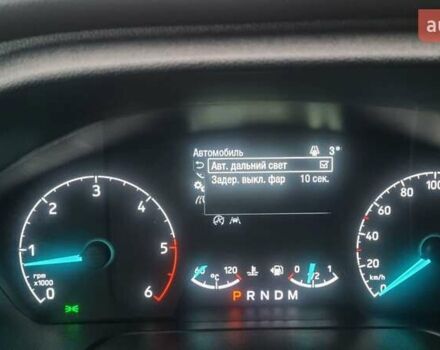 au
Автомобиль 3°
Авт. дальний свет
Задер. выкл. фар 10 сек.
0 1 2 3 4 5 6
rpm
x1000
60 °C 120
0 1/2 1
P R N D M
0 20 40 60 80 100
km/h